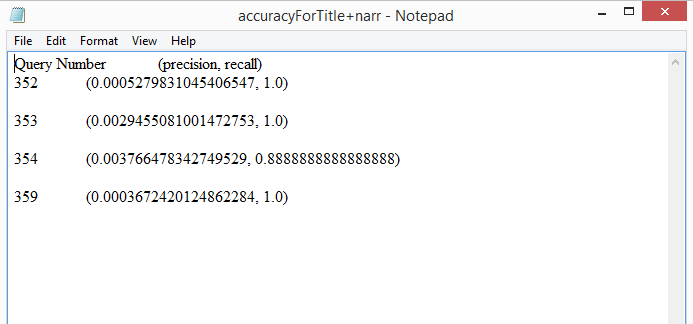 accuracyForTitle+narr - Notepad
File Edit Format View Help
Query Number (precision, recall)
352 (0.0005279831045406547, 1.0)
353 (0.0029455081001472753, 1.0)
354 (0.003766478342749529, 0.8888888888888888)
359 (0.0003672420124862284, 1.0)